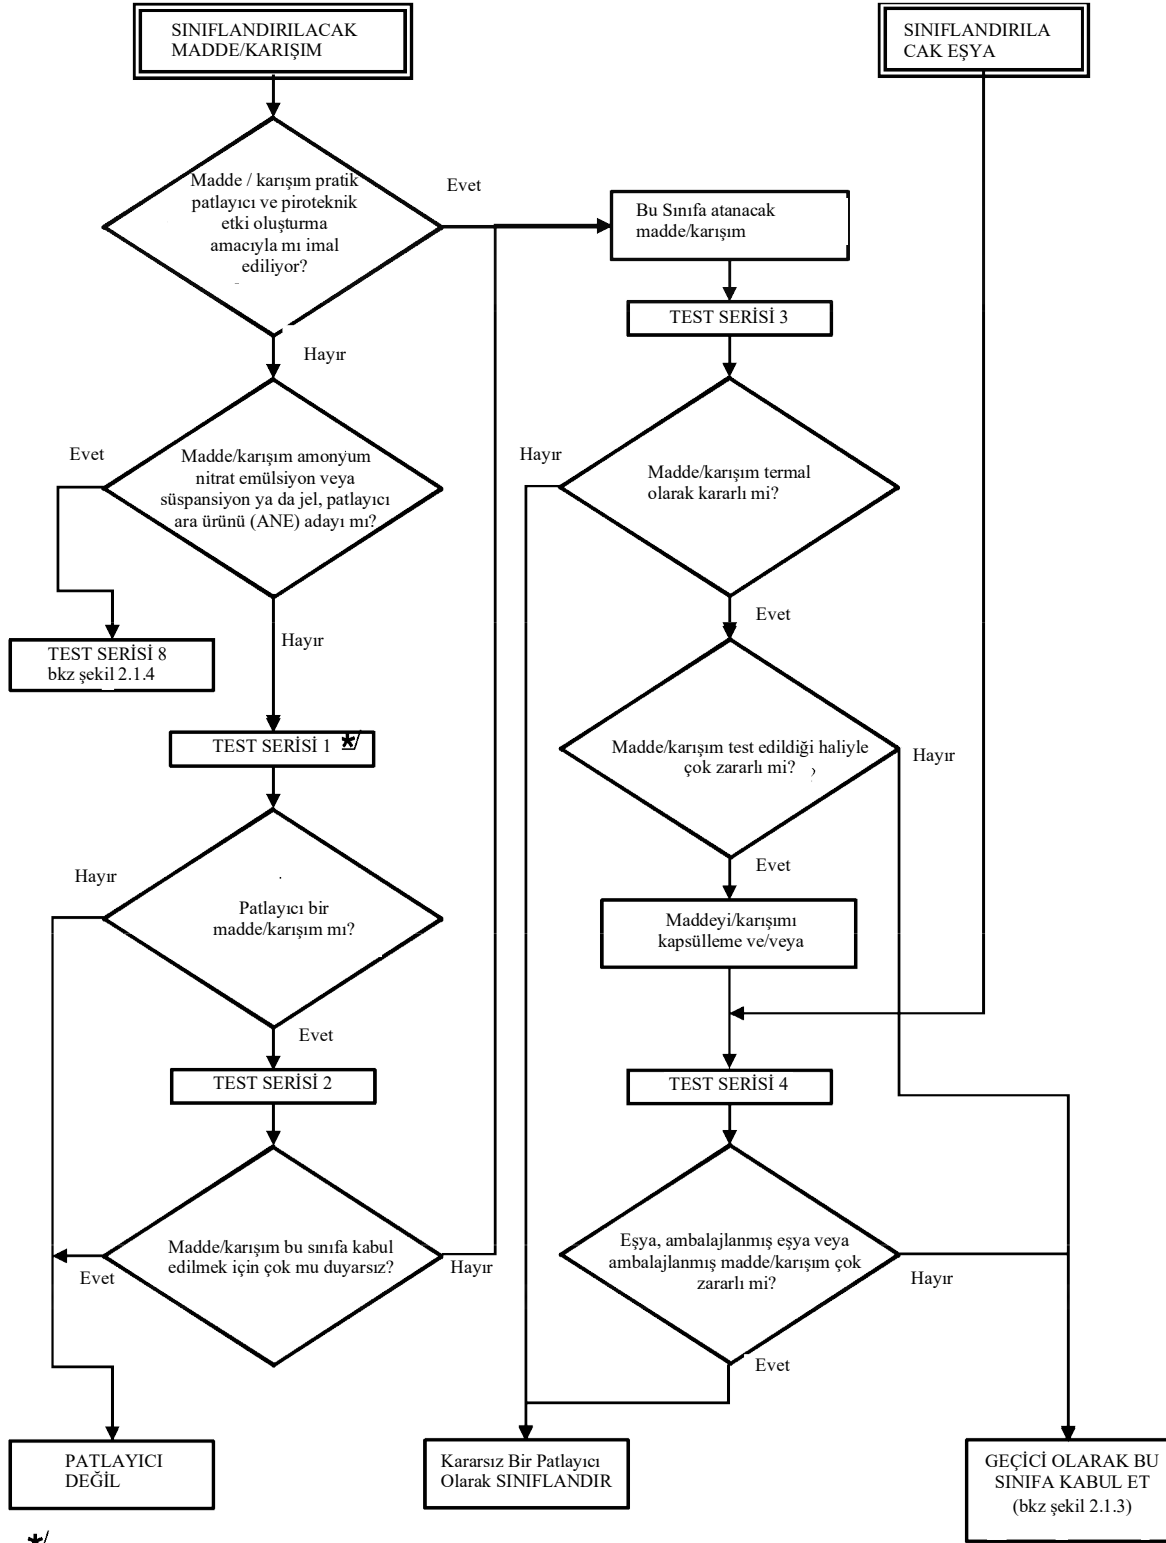 SINIFLANDIRILACAK
MADDE/KARIŞIM
SINIFLANDIRILA
CAK EŞYA
Madde / karışım pratik
patlayıcı ve piroteknik
etki oluşturma
amacıyla mı imal
ediliyor?
Evet
Hayır
Bu Sınıfa atanacak
madde/karışım
TEST SERİSİ 3
Madde/karışım amonyum
nitrat emülsiyon veya
süspansiyon ya da jel, patlayıcı
ara ürünü (ANE) adayı mı?
Evet
Hayır
TEST SERİSİ 8
bkz şekil 2.1.4
Hayır
Madde/karışım termal
olarak kararlı mi?
Evet
TEST SERİSİ 1 */
Madde/karışım test edildiği haliyle
çok zararlı mi? ?
Hayır
Evet
Hayır
Patlayıcı bir
madde/karışım mı?
Evet
Maddeyi/karışımı
kapsülleme ve/veya
TEST SERİSİ 2
TEST SERİSİ 4
Madde/karışım bu sınıfa kabul
edilmek için çok mu duyarsız?
Evet
Hayır
Eşya, ambalajlanmış eşya veya
ambalajlanmış madde/karışım çok
zararlı mi?
Hayır
Evet
PATLAYICI
DEĞİL
Kararsız Bir Patlayıcı
Olarak SINIFLANDIR
GEÇİCİ OLARAK BU
SINIFA KABUL ET
(bkz şekil 2.1.3)
*/